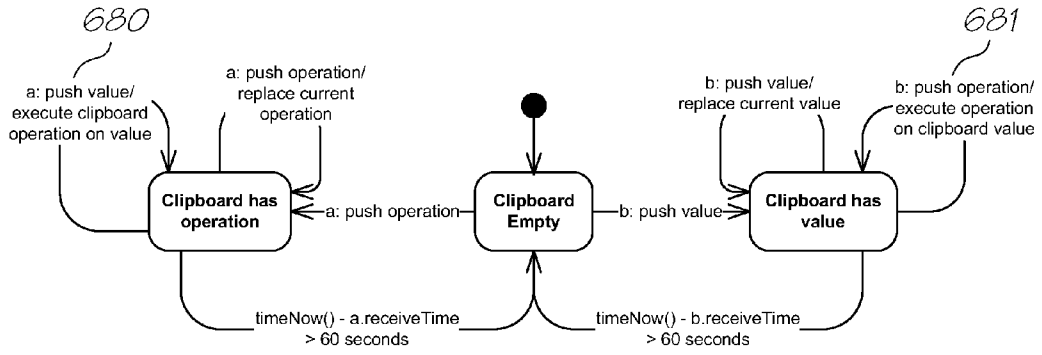 680
681
a: push value/
execute clipboard
operation on value
a: push operation/
replace current
operation
b: push value/
replace current value
b: push operation/
execute operation
on clipboard value
Clipboard has
operation
a: push operation
Clipboard
Empty
b: push value
Clipboard has
value
timeNow() - a.receiveTime
> 60 seconds
timeNow() - b.receiveTime
> 60 seconds